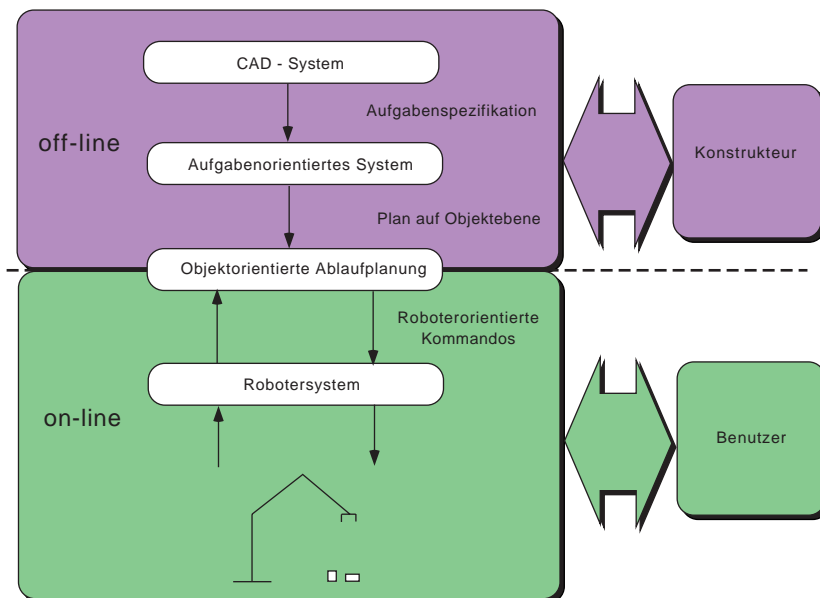 CAD - System
Aufgabenspezifikation
off-line
Aufgabenorientiertes System
Konstrukteur
Plan auf Objektebene
Objektorientierte Ablaufplanung
Roboterorientierte
Kommandos
Robotersystem
on-line
Benutzer